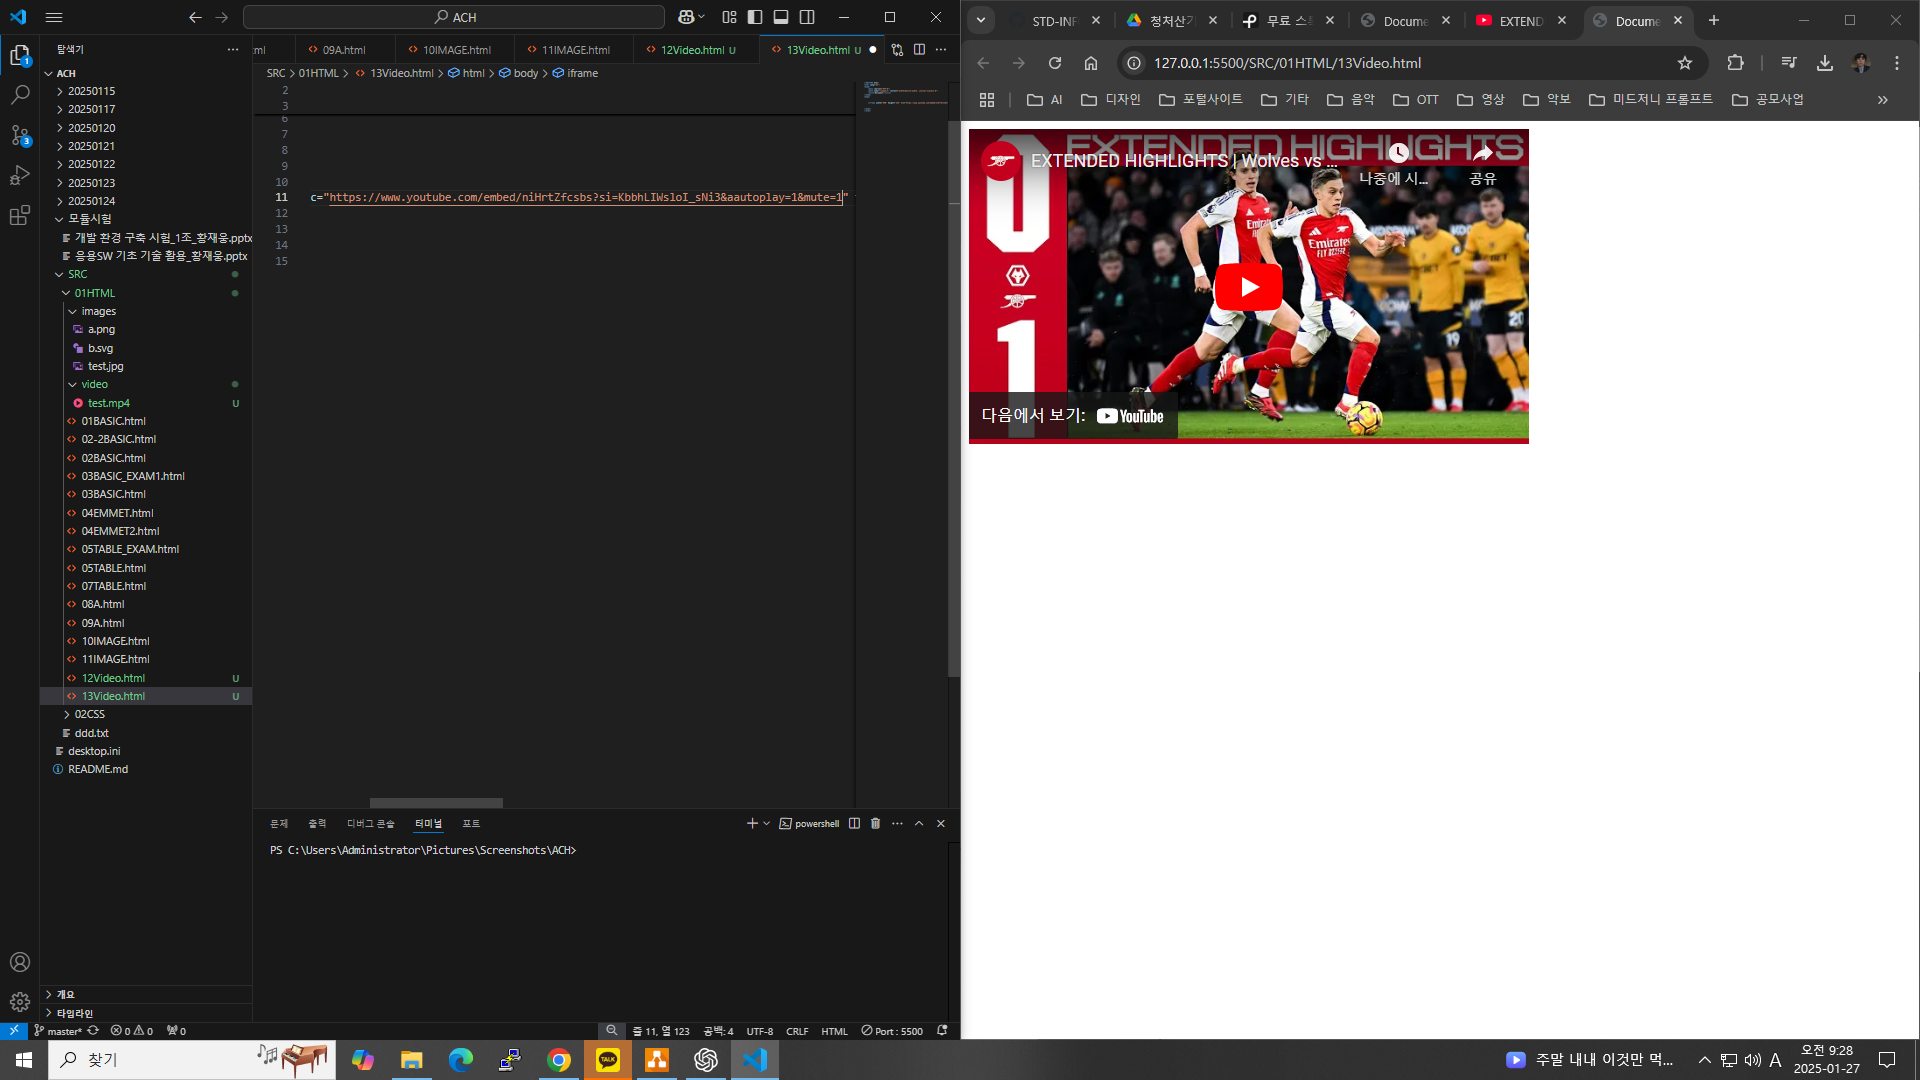 ACH
탐색기
ACH
20250115
20250117
20250120
20250121
20250122
20250123
20250124
모듈시험
개발 환경 구축 시험_1조_황재웅.pptx
응용SW 기초 기술 활용_황재웅.pptx
SRC
01HTML
images
a.png
b.svg
test.jpg
video
test.mp4 U
01BASIC.html
02-2BASIC.html
02BASIC.html
03BASIC_EXAM1.html
03BASIC.html
04EMMET.html
04EMMET2.html
05TABLE_EXAM.html
05TABLE.html
07TABLE.html
08A.html
09A.html
10IMAGE.html
11IMAGE.html
12Video.html U
13Video.html U
02CSS
ddd.txt
desktop.ini
README.md
개요
타임라인
ml 09A.html 10IMAGE.html 11IMAGE.html 12Video.html U 13Video.html U
SRC > 01HTML > 13Video.html > html > body > iframe
2
3
6
7
8
9
10
11 c="https://www.youtube.com/embed/niHrtZfcsbs?si=KbbhLIWsloI_sNi3&aautoplay=1&mute=1"
12
13
14
15
문제 출력 디버그 콘솔 터미널 포트 powershell
PS C:\Users\Administrator\Pictures\Screenshots\ACH>
master* 0 0 0 줄 11, 열 123 공백: 4 UTF-8 CRLF HTML Port : 5500
STD-INF 청처산기 무료 스톡 Docume EXTEND Docume
127.0.0.1:5500/SRC/01HTML/13Video.html
AI 디자인 포털사이트 기타 음악 OTT 영상 악보 미드저니 프롬프트 공모사업
EXTENDED HIGHLIGHTS
EXTENDED HIGHLIGHTS | Wolves vs ...
나중에 시... 공유
0
1
Emirates
FLY BETTER
Emirates
FLY BETTER
20
다음에서 보기: YouTube
찾기
TALK
주말 내내 이것만 먹...
A
오전 9:28
2025-01-27